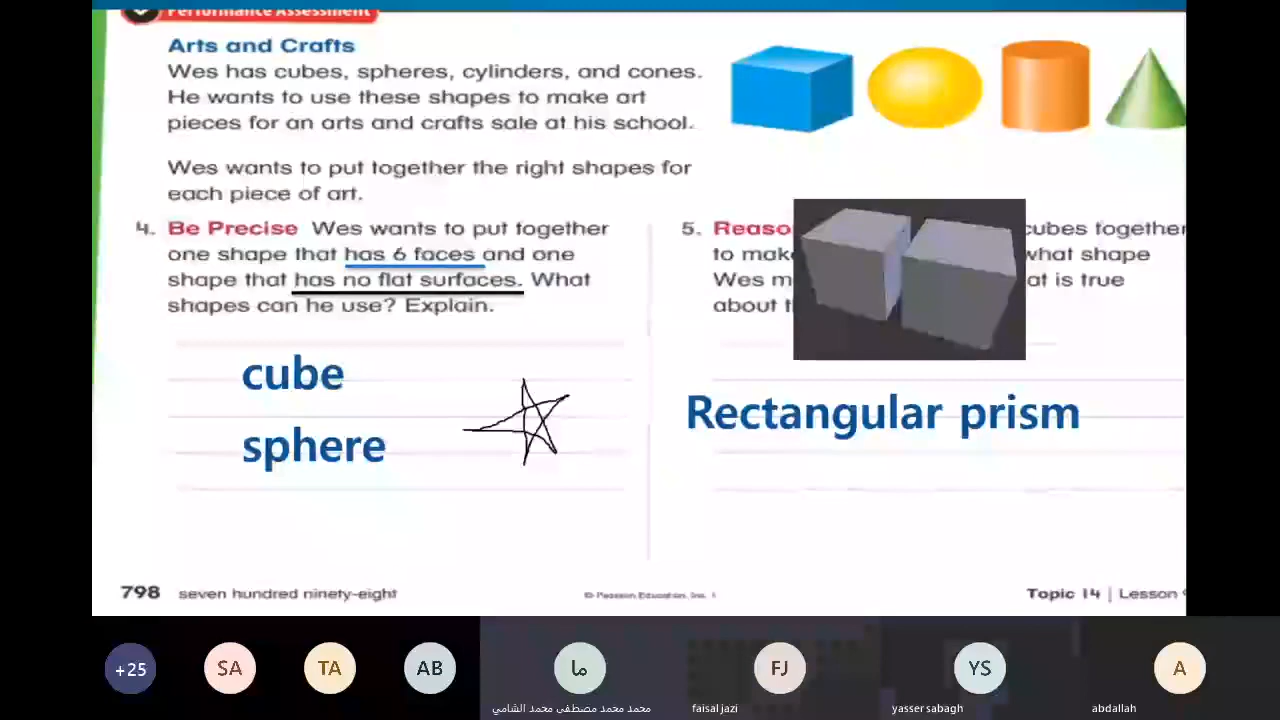 Performance Assessment
Arts and Crafts
Wes has cubes, spheres, cylinders, and cones.
He wants to use these shapes to make art
pieces for an arts and crafts sale at his school.
Wes wants to put together the right shapes for
each piece of art.
4. Be Precise Wes wants to put together
one shape that has 6 faces and one
shape that has no flat surfaces. What
shapes can he use? Explain.
cube
sphere
5. Reaso cubes together
to mak what shape
Wes m at is true
about t
Rectangular prism
798 seven hundred ninety-eight
© Pearson Education, Inc. 1
Topic 14 | Lesson
+25
SA
TA
AB
ما
محمد محمد مصطفى محمد الشامي
FJ
faisal jazi
YS
yasser sabagh
A
abdallah